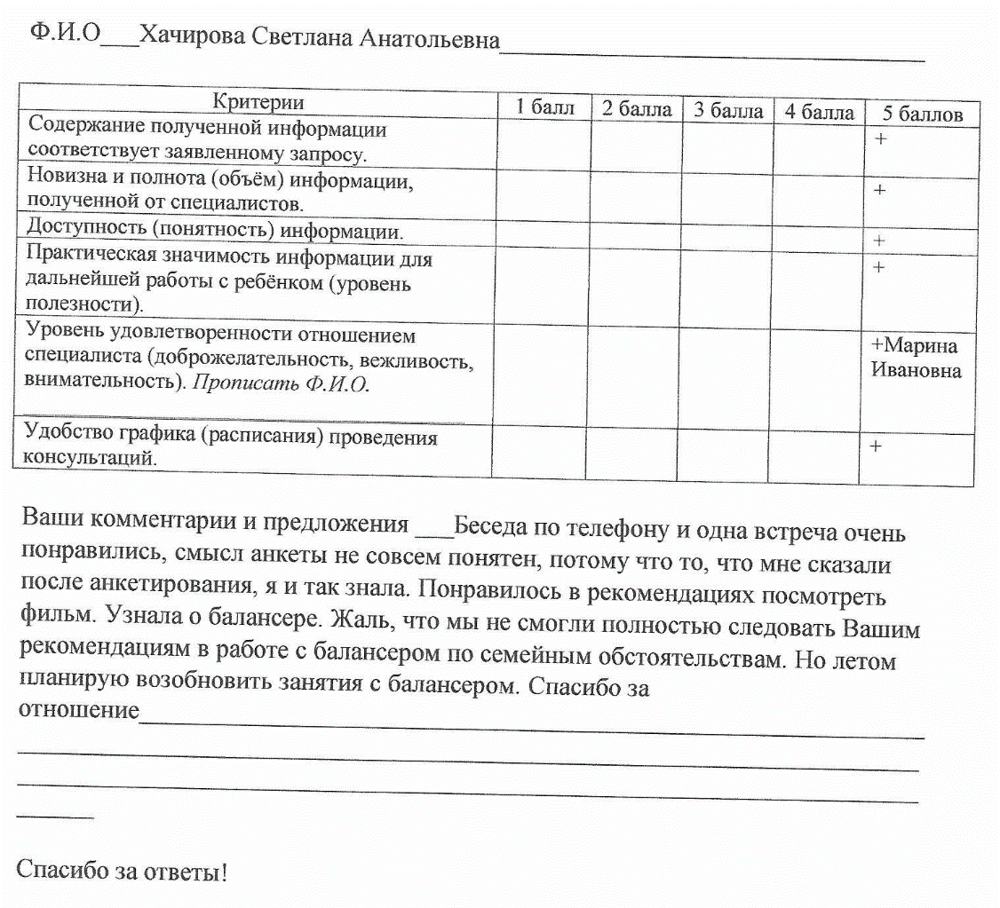 Ф.И.О___Хачирова Светлана Анатольевна
Критерии 1 балл 2 балла 3 балла 4 балла 5 баллов
Содержание полученной информации
соответствует заявленному запросу. +
Новизна и полнота (объём) информации,
полученной от специалистов. +
Доступность (понятность) информации. +
Практическая значимость информации для
дальнейшей работы с ребёнком (уровень
полезности). +
Уровень удовлетворенности отношением
специалиста (доброжелательность, вежливость,
внимательность). Прописать Ф.И.О.
+Марина
Ивановна
Удобство графика (расписания) проведения
консультаций. +
Ваши комментарии и предложения ___Беседа по телефону и одна встреча очень
понравились, смысл анкеты не совсем понятен, потому что то, что мне сказали
после анкетирования, я и так знала. Понравилось в рекомендациях посмотреть
фильм. Узнала о балансере. Жаль, что мы не смогли полностью следовать Вашим
рекомендациям в работе с балансером по семейным обстоятельствам. Но летом
планирую возобновить занятия с балансером. Спасибо за
отношение
Спасибо за ответы!